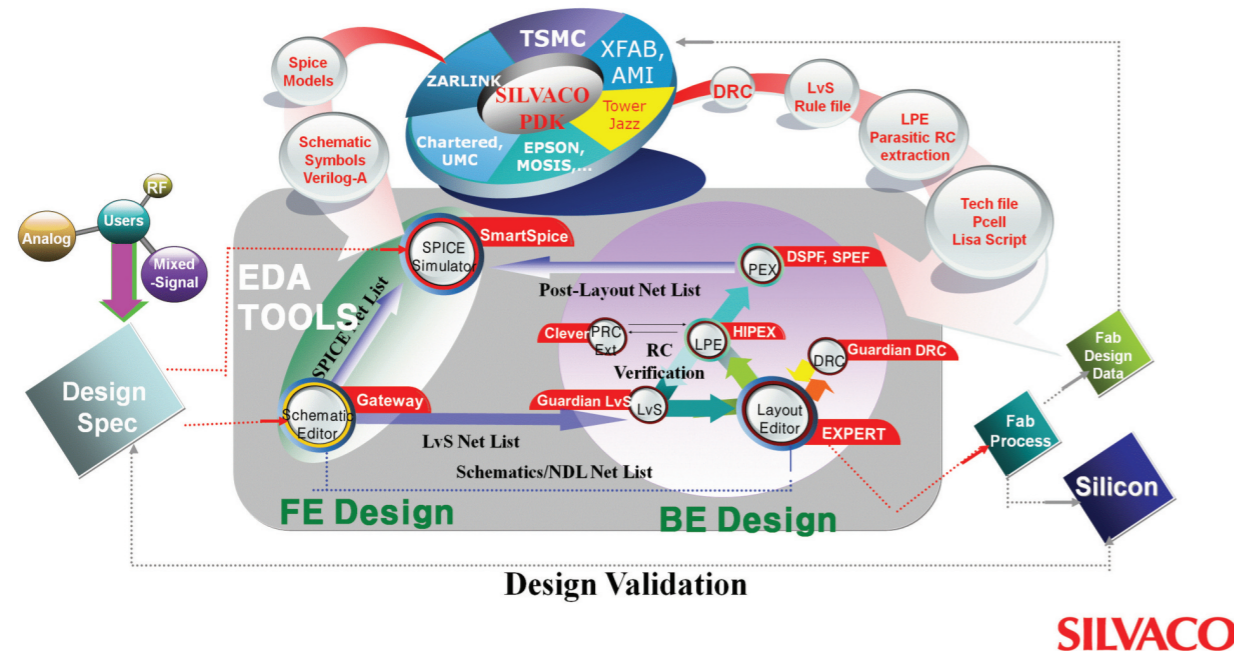 TSMC
XFAB,
AMI
ZARLINK
SILVACO
PDK
Tower
Jazz
Chartered,
UMC
EPSON,
MOSIS,...
Spice
Models
Schematic
Symbols
Verilog-A
DRC
LvS
Rule file
LPE
Parasitic RC
extraction
Tech file
Pcell
Lisa Script
RF
Users
Analog
Mixed
-Signal
Design
Spec
EDA
TOOLS
SPICE
Simulator
SmartSpice
SPICE Net List
Post-Layout Net List
PEX
DSPF, SPEF
Clever
PRC
Ext
LPE
HIPEX
RC
Verification
DRC
Guardian DRC
Schematic
Editor
Gateway
Guardian LvS
LvS
Layout
Editor
EXPERT
LvS Net List
Schematics/NDL Net List
FE Design
BE Design
Fab
Design
Data
Fab
Process
Silicon
Design Validation
SILVACO